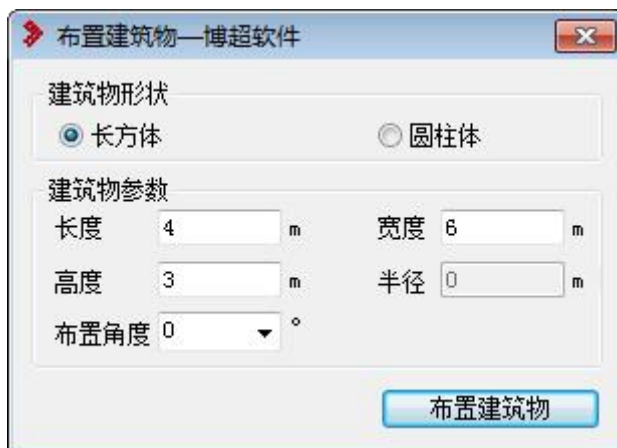 布置建筑物—博超软件
建筑物形状
长方体 圆柱体
建筑物参数
长度 4 m 宽度 6 m
高度 3 m 半径 0 m
布置角度 0 °
布置建筑物